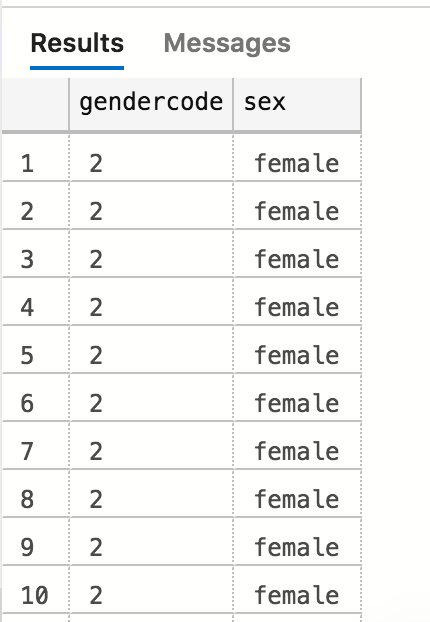 Results Messages
gendercode sex
1 2 female
2 2 female
3 2 female
4 2 female
5 2 female
6 2 female
7 2 female
8 2 female
9 2 female
10 2 female